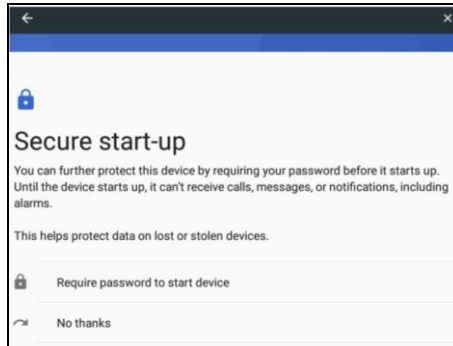 Secure start-up
You can further protect this device by requiring your password before it starts up.
Until the device starts up, it can't receive calls, messages, or notifications, including
alarms.
This helps protect data on lost or stolen devices.
Require password to start device
No thanks